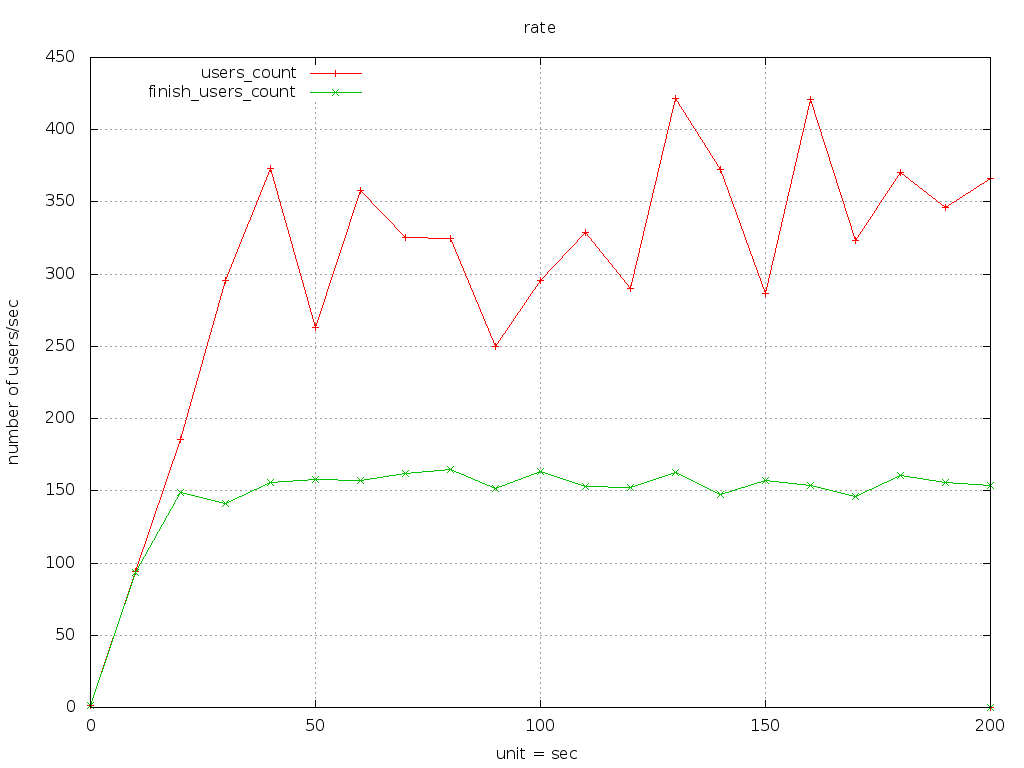 rate
users_count
finish_users_count
450
400
350
300
250
200
150
100
50
0
number of users/sec
0 50 100 150 200
unit = sec